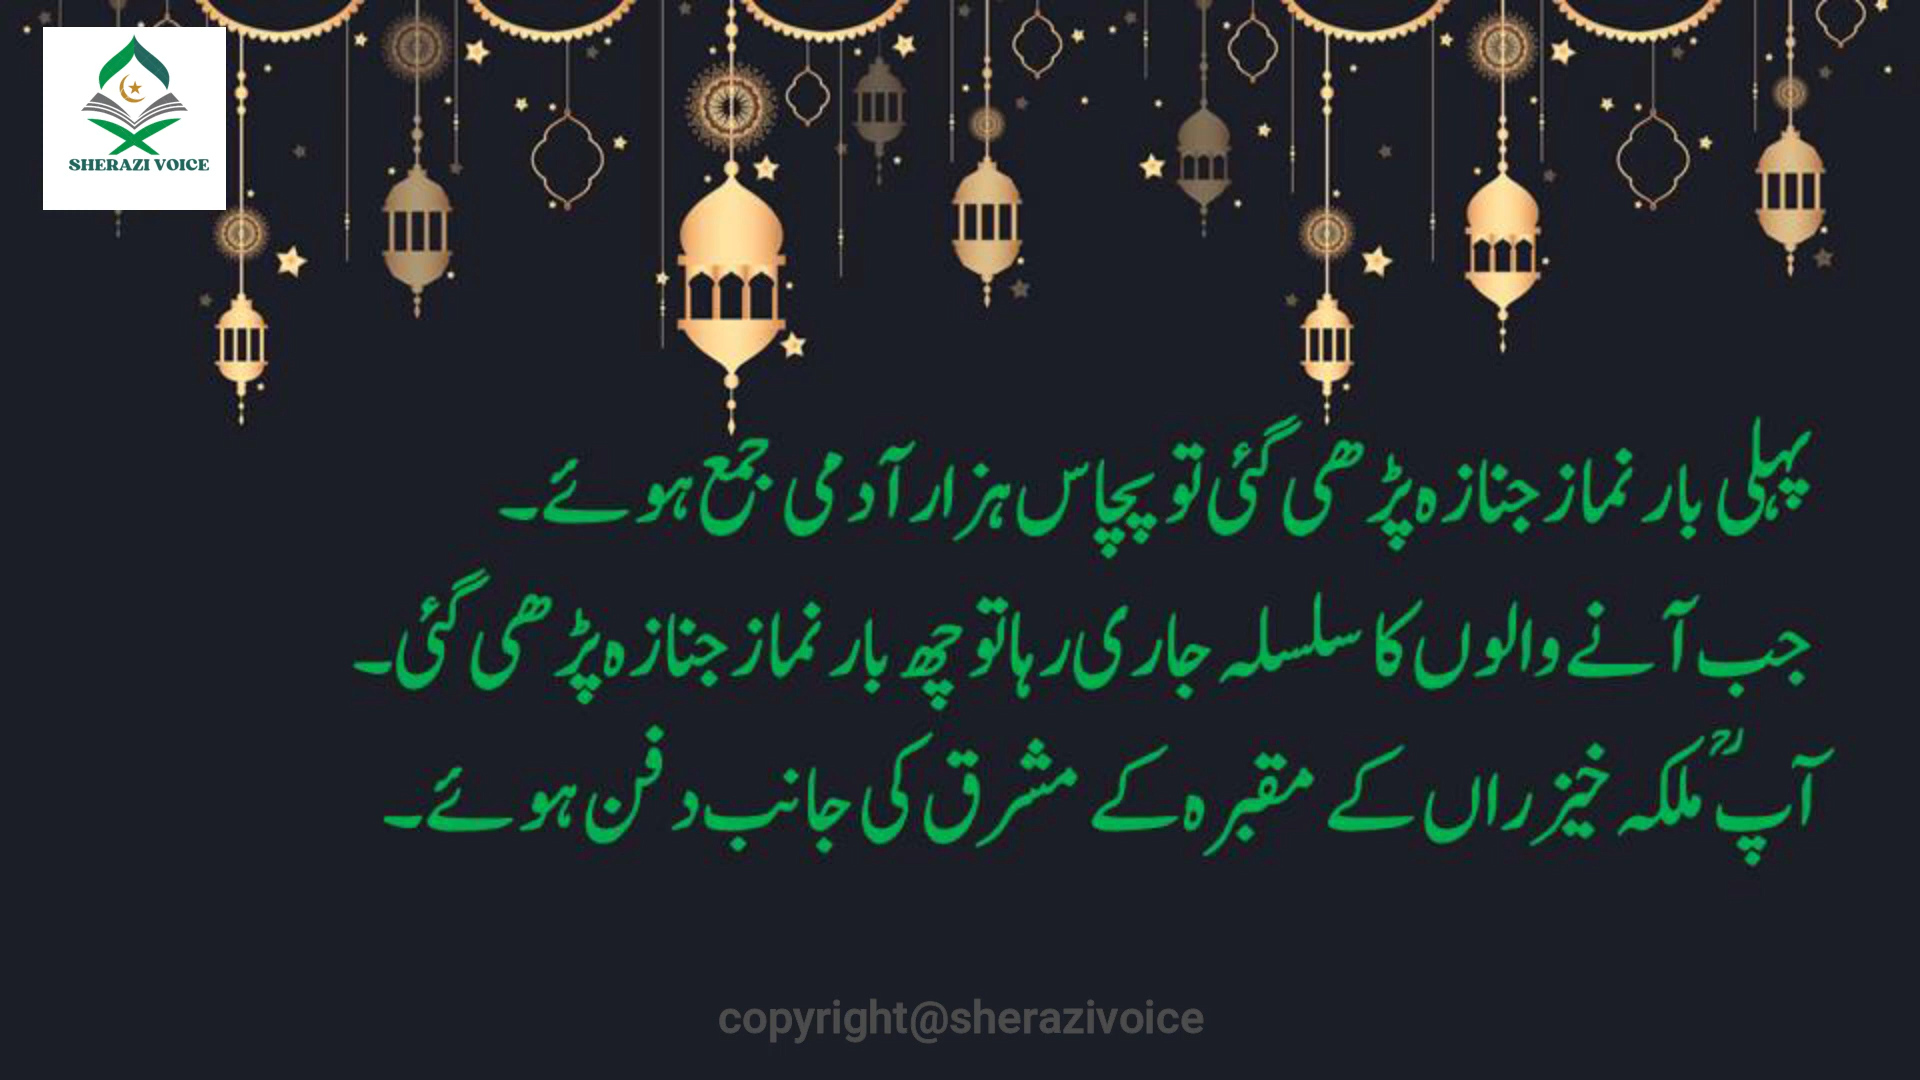 SHERAZI VOICE
پہلی بار نماز جنازہ پڑھی گئی تو پچاس ہزار آدمی جمع ہوئے۔
جب آنے والوں کا سلسلہ جاری رہا تو چھ بار نماز جنازہ پڑھی گئی۔
آپؒ ملکہ خیزراں کے مقبرہ کے مشرق کی جانب دفن ہوئے۔
copyright@sherazivoice